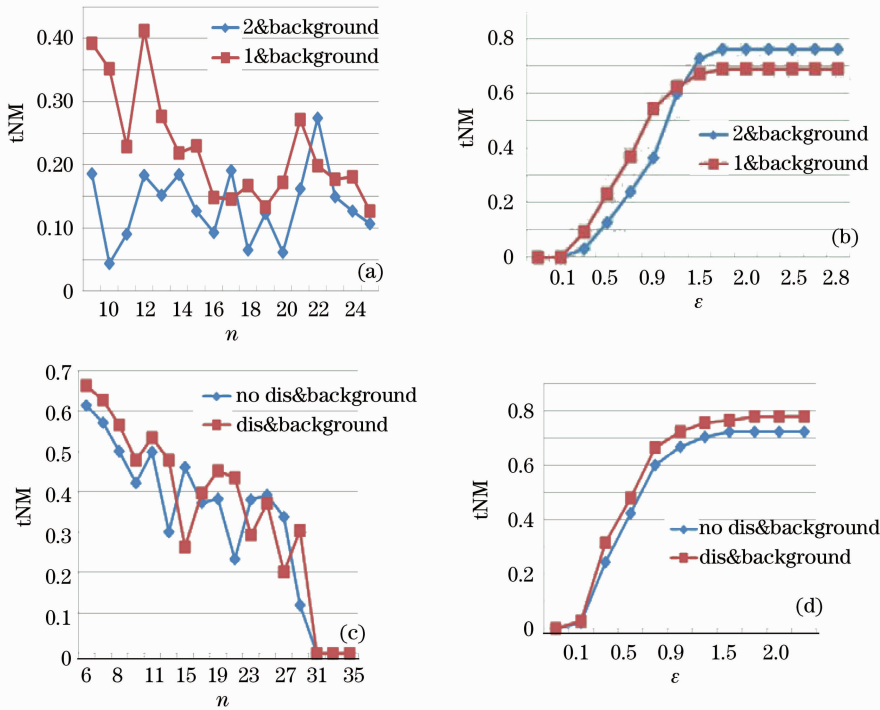 0.40
0.30
0.20
0.10
0
tNM
2&background
1&background
(a)
10 12 14 16 18 20 22 24
n
0.8
0.6
0.4
0.2
0
tNM
2&background
1&background
(b)
0.1 0.5 0.9 1.5 2.0 2.5 2.8
ε
0.7
0.6
0.5
0.4
0.3
0.2
0.1
0
tNM
no dis&background
dis&background
(c)
6 8 11 15 19 23 27 31 35
n
0.8
0.6
0.4
0.2
0
tNM
no dis&background
dis&background
(d)
0.1 0.5 0.9 1.5 2.0
ε